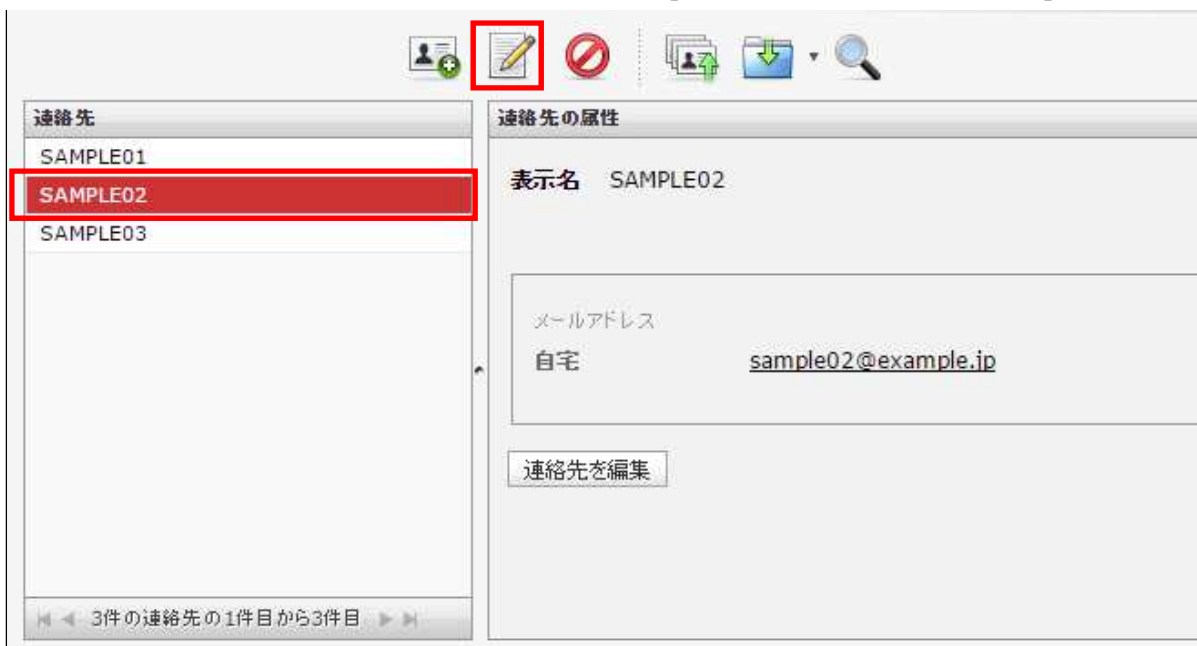 連絡先
SAMPLE01
SAMPLE02
SAMPLE03
3件の連絡先の1件目から3件目
連絡先の属性
表示名 SAMPLE02
メールアドレス
自宅 sample02@example.jp
連絡先を編集